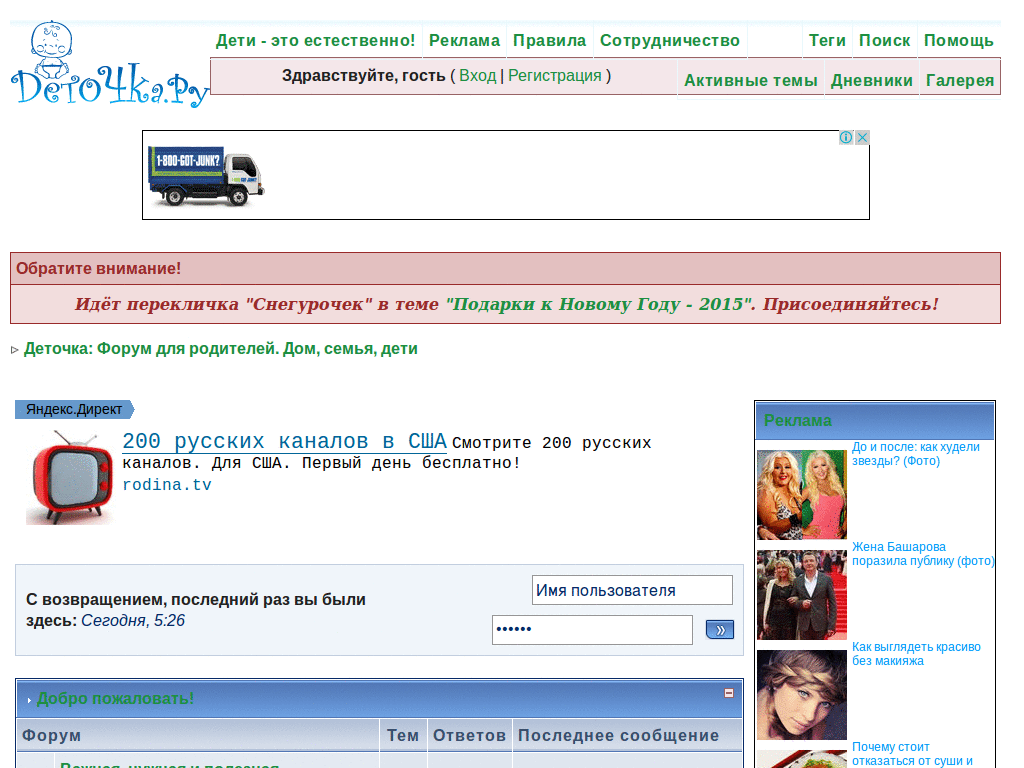 Деточка.Ру
Дети - это естественно! Реклама Правила Сотрудничество Теги Поиск Помощь
Здравствуйте, гость ( Вход | Регистрация ) Активные темы Дневники Галерея
1-800-GOT-JUNK?
Обратите внимание!
Идёт перекличка "Снегурочек" в теме "Подарки к Новому Году - 2015". Присоединяйтесь!
Деточка: Форум для родителей. Дом, семья, дети
Яндекс.Директ
200 русских каналов в США Смотрите 200 русских
каналов. Для США. Первый день бесплатно!
rodina.tv
Реклама
До и после: как худели
звезды? (Фото)
Жена Башарова
поразила публику (фото)
Как выглядеть красиво
без макияжа
Почему стоит
отказаться от суши и
С возвращением, последний раз вы были
здесь: Сегодня, 5:26
Имя пользователя
••••••
Добро пожаловать!
Форум Тем Ответов Последнее сообщение
Важная, нужная и полезная